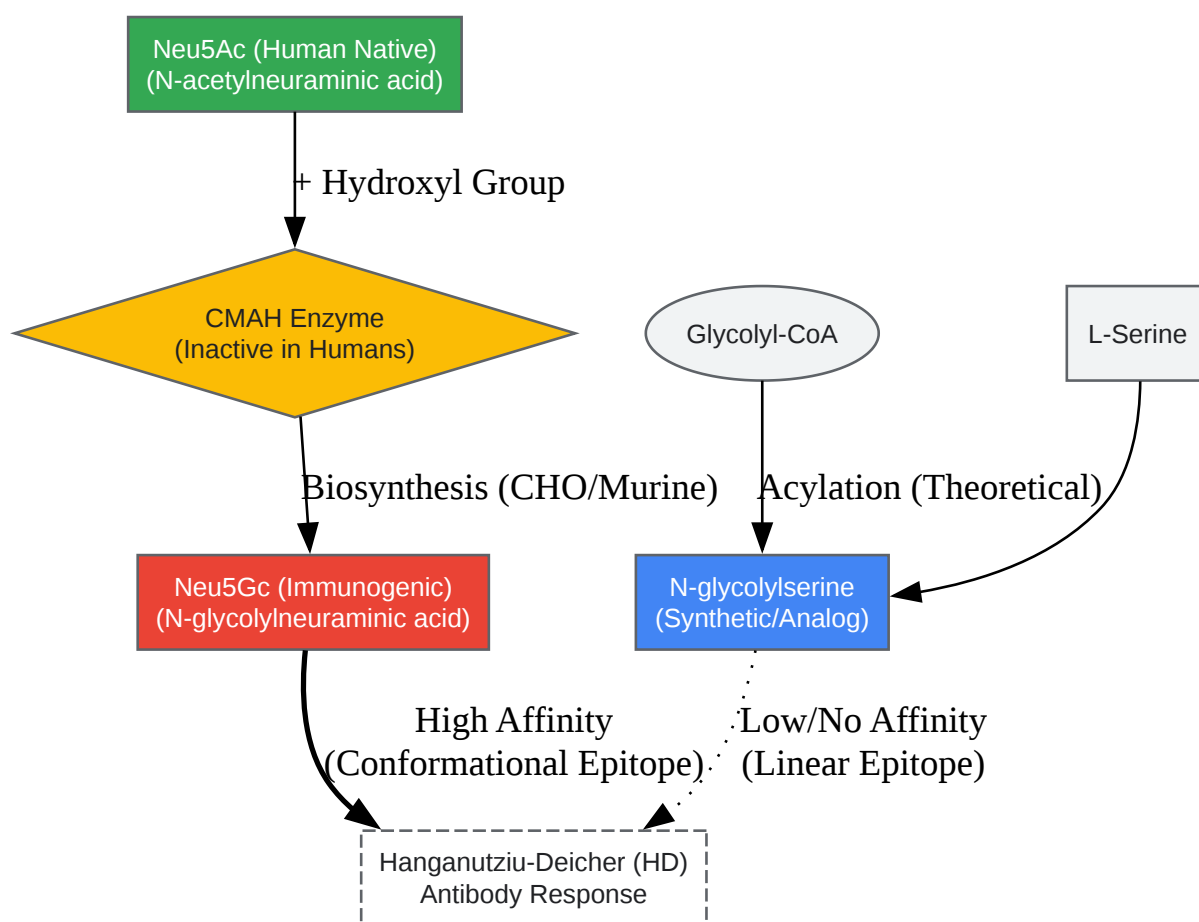 Neu5Ac (Human Native)
(N-acetylneuraminic acid)
+ Hydroxyl Group
CMAH Enzyme
(Inactive in Humans)
Glycolyl-CoA
L-Serine
Biosynthesis (CHO/Murine)
Acylation (Theoretical)
Neu5Gc (Immunogenic)
(N-glycolylneuraminic acid)
N-glycolylserine
(Synthetic/Analog)
High Affinity
(Conformational Epitope)
Low/No Affinity
(Linear Epitope)
Hanganutziu-Deicher (HD)
Antibody Response